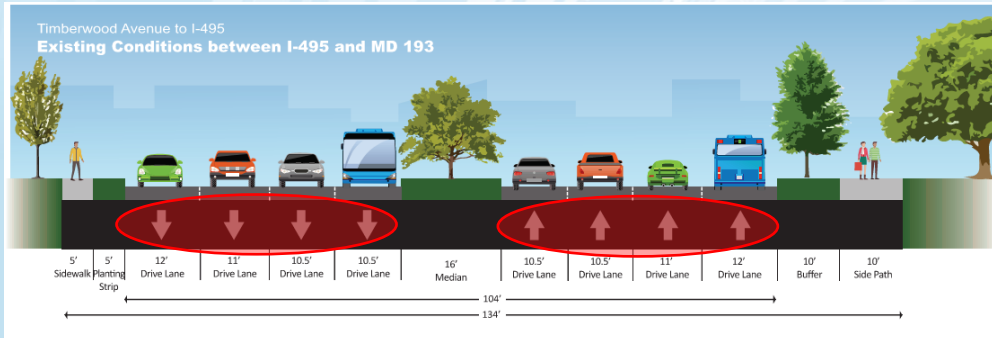 Timberwood Avenue to I-495
Existing Conditions between I-495 and MD 193
5'
Sidewalk
5'
Planting
Strip
12'
Drive Lane
11'
Drive Lane
10.5'
Drive Lane
10.5'
Drive Lane
16'
Median
10.5'
Drive Lane
10.5'
Drive Lane
11'
Drive Lane
12'
Drive Lane
10'
Buffer
10'
Side Path
104'
134'